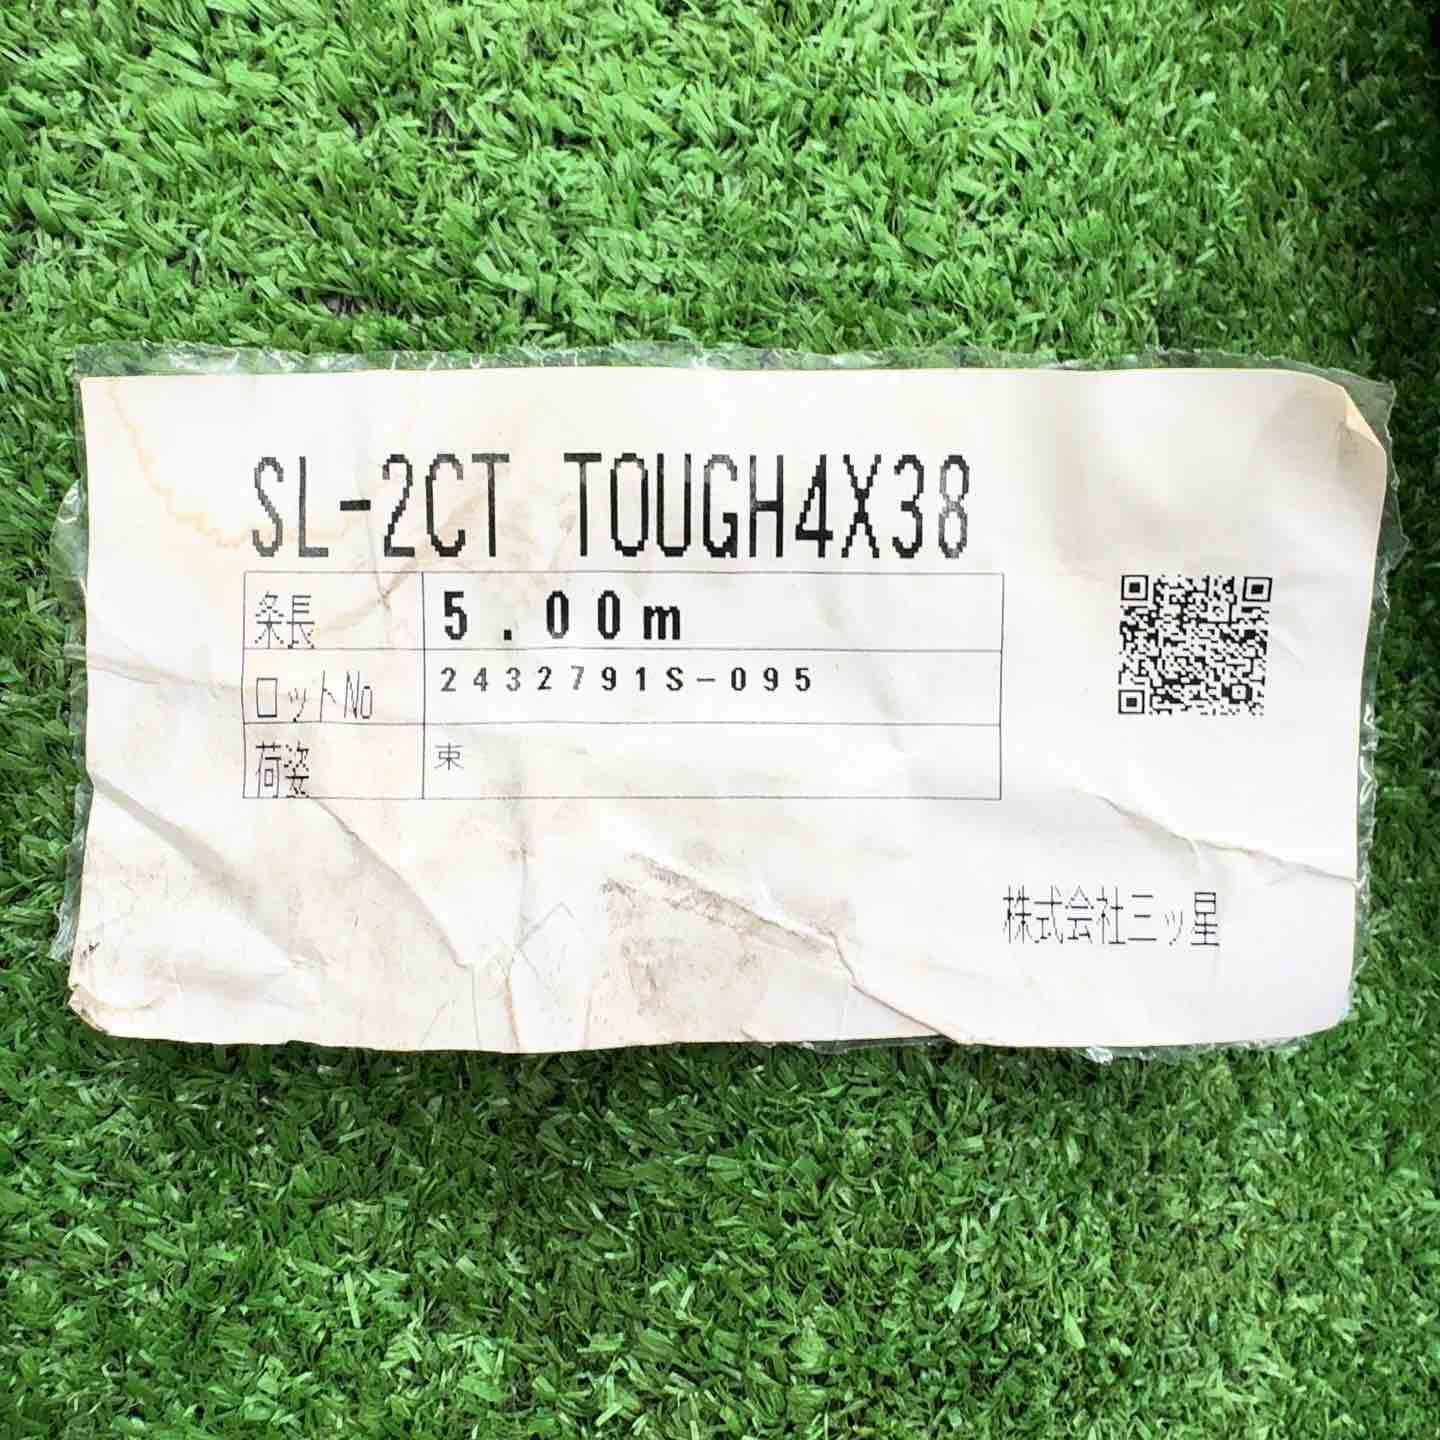 SL-2CT TOUGH4X38
条長 5.00m
ロットNo 2432791S-095
荷姿 束
株式会社三ッ星